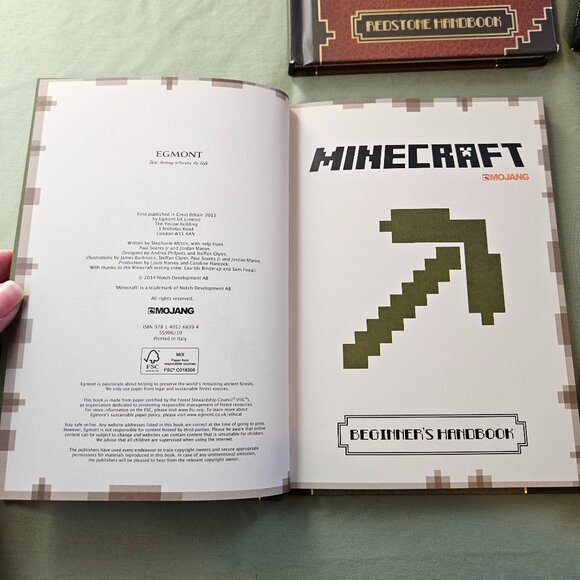 REDSTONE HANDBOOK
EGMONT
We bring stories to life
First published in Great Britain 2013
by Egmont UK Limited
The Yellow Building
1 Nicholas Road
London W11 4AN
Written by Stephanie Milton, with help from
Paul Soares Jr and Jordan Maron.
Designed by Andrea Philpots and Steffan Glynn
Illustrations by James Burlinson, Steffan Glynn, Paul Soares Jr and Jordan Maron.
Production by Louis Harvey and Caroline Hancock.
With thanks to the Minecraft testing crew: Laurids Binderup and Sam Foxall.
© 2014 Notch Development AB
'Minecraft' is a trademark of Notch Development AB
All rights reserved.
MOJANG
ISBN 978 1 4052 6839 4
55906/19
Printed in Italy
FSC
www.fsc.org
MIX
Paper from
responsible sources
FSC® C018306
Egmont is passionate about helping to preserve the world's remaining ancient forests.
We only use paper from legal and sustainable forest sources.
This book is made from paper certified by the Forest Stewardship Council® (FSC®),
an organisation dedicated to promoting responsible management of forest resources.
For more information on the FSC, please visit www.fsc.org. To learn more about
Egmont's sustainable paper policy, please visit www.egmont.co.uk/ethical
Stay safe online. Any website addresses listed in this book are correct at the time of going to print.
However, Egmont is not responsible for content hosted by third parties. Please be aware that online
content can be subject to change and websites can contain content that is unsuitable for children.
We advise that all children are supervised when using the internet.
The publishers have used every endeavour to trace copyright owners and secure appropriate
permissions for materials reproduced in this book. In case of any unintentional omission,
the publishers will be pleased to hear from the relevant copyright owner.
MINECRAFT
MOJANG
BEGINNER'S HANDBOOK